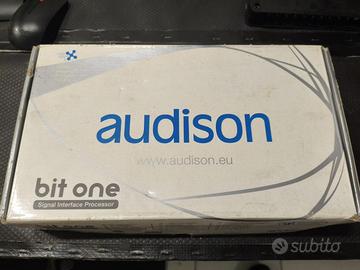 audison
www.audison.eu
bit one
Signal Interface Processor
subito